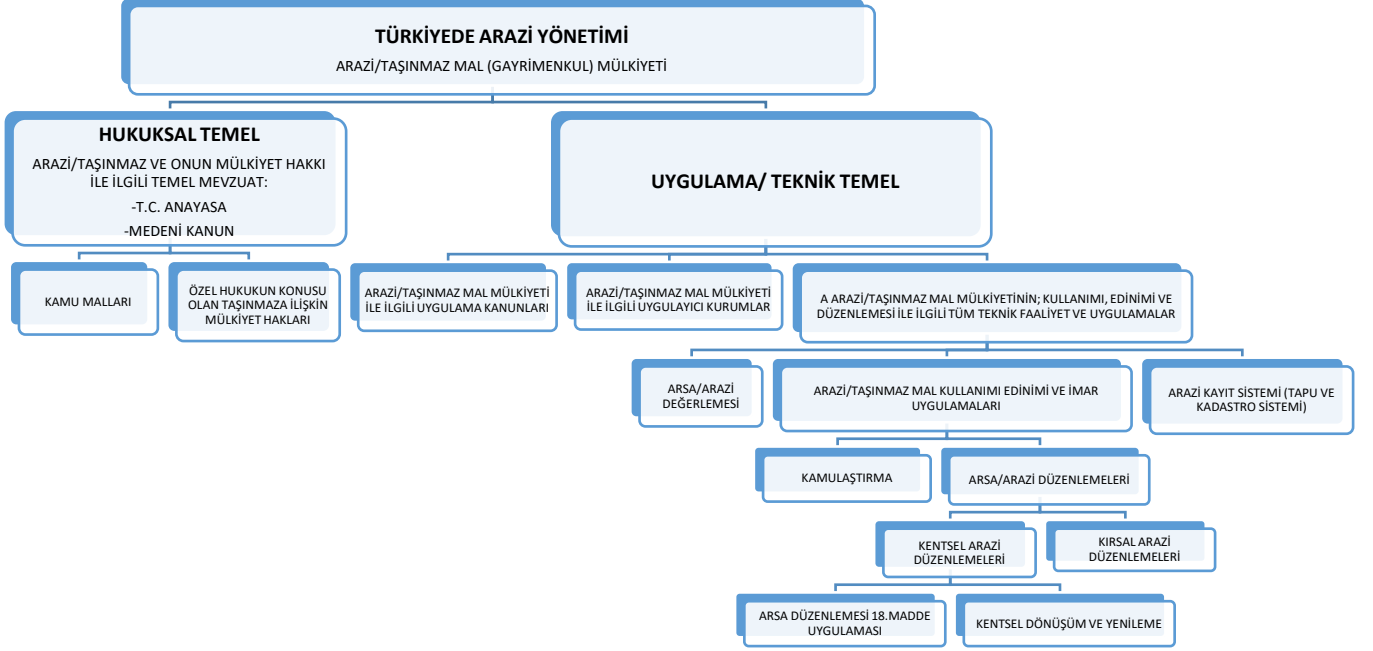 TÜRKİYEDE ARAZİ YÖNETİMİ
ARAZİ/TAŞINMAZ MAL (GAYRİMENKUL) MÜLKİYETİ
HUKUKSAL TEMEL
ARAZİ/TAŞINMAZ VE ONUN MÜLKİYET HAKKI
İLE İLGİLİ TEMEL MEVZUAT:
-T.C. ANAYASA
-MEDENİ KANUN
UYGULAMA/ TEKNİK TEMEL
KAMU MALLARI
ÖZEL HUKUKUN KONUSU
OLAN TAŞINMAZA İLİŞKİN
MÜLKİYET HAKLARI
ARAZİ/TAŞINMAZ MAL MÜLKİYETİ
İLE İLGİLİ UYGULAMA KANUNLARI
ARAZİ/TAŞINMAZ MAL MÜLKİYETİ
İLE İLGİLİ UYGULAYICI KURUMLAR
A ARAZİ/TAŞINMAZ MAL MÜLKİYETİNİN; KULLANIMI, EDİNİMİ VE
DÜZENLEMESİ İLE İLGİLİ TÜM TEKNİK FAALİYET VE UYGULAMALAR
ARSA/ARAZİ
DEĞERLEMESİ
ARAZİ/TAŞINMAZ MAL KULLANIMI EDİNİMİ VE İMAR
UYGULAMALARI
ARAZİ KAYIT SİSTEMİ (TAPU VE
KADASTRO SİSTEMİ)
KAMULAŞTIRMA
ARSA/ARAZİ DÜZENLEMELERİ
KENTSEL ARAZİ
DÜZENLEMELERİ
KIRSAL ARAZİ
DÜZENLEMELERİ
ARSA DÜZENLEMESİ 18.MADDE
UYGULAMASI
KENTSEL DÖNÜŞÜM VE YENİLEME